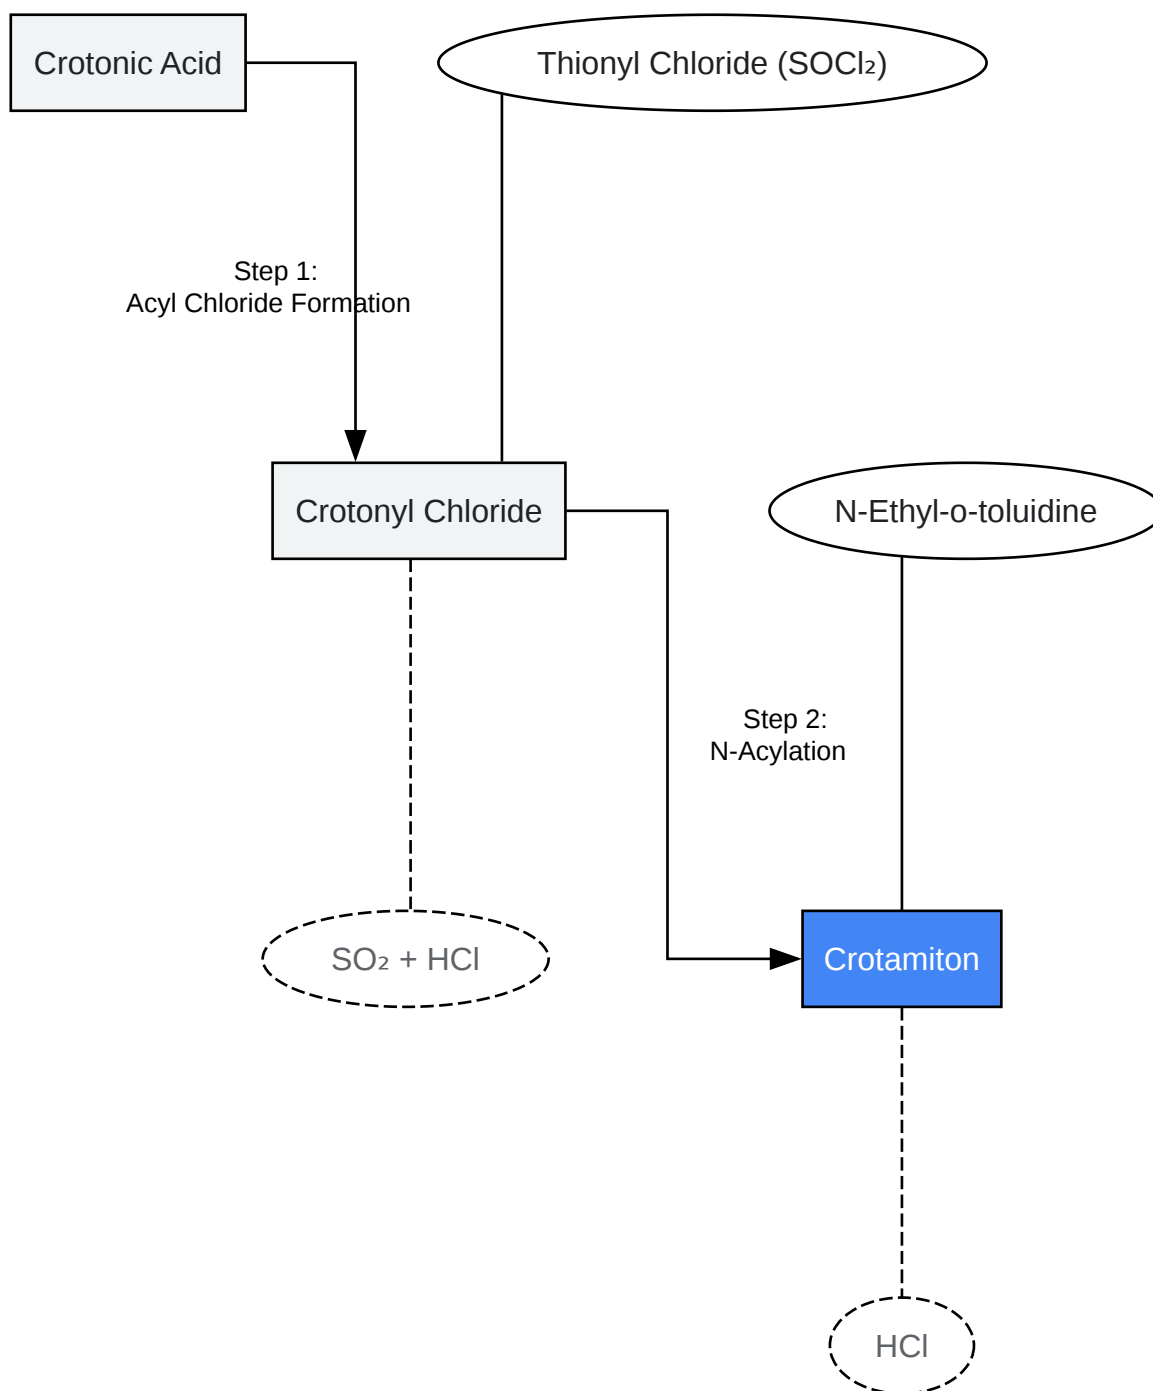 Crotonic Acid
Thionyl Chloride (SOCl₂)
Step 1:
Acyl Chloride Formation
Crotonyl Chloride
N-Ethyl-o-toluidine
Step 2:
N-Acylation
SO₂ + HCl
Crotamiton
HCl